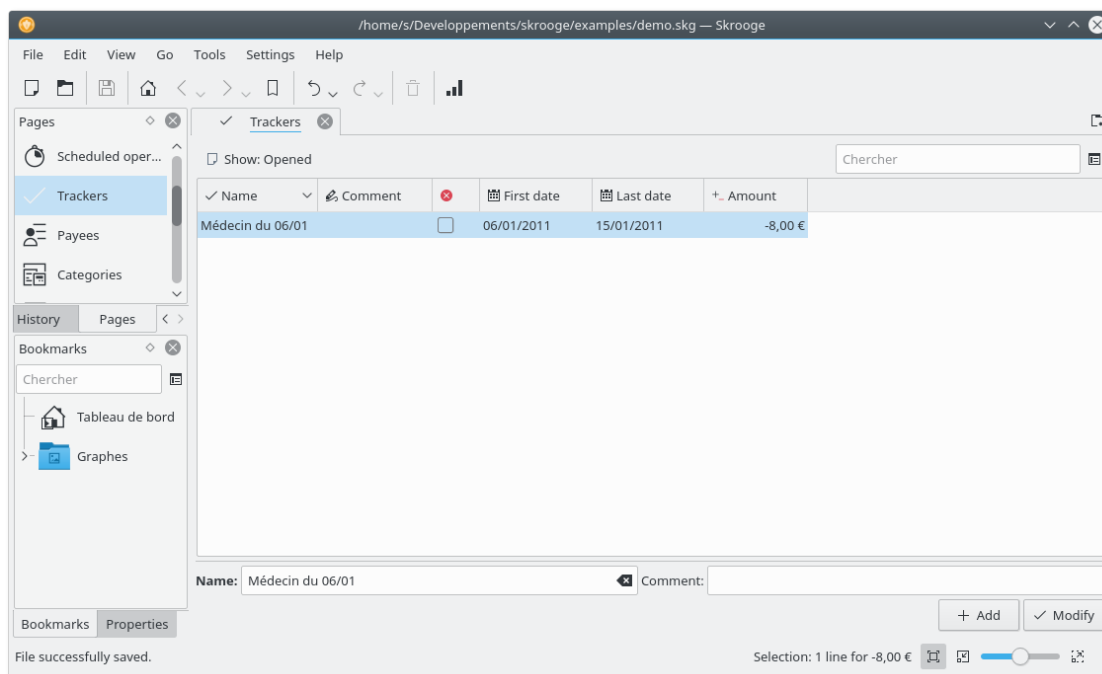 /home/s/Developpements/skrooge/examples/demo.skg — Skrooge
File Edit View Go Tools Settings Help
Pages
Scheduled oper...
Trackers
Payees
Categories
History Pages
Bookmarks
Chercher
Tableau de bord
Graphes
Bookmarks Properties
Trackers
Show: Opened
Chercher
Name Comment First date Last date Amount
Médecin du 06/01 06/01/2011 15/01/2011 -8,00 €
Name: Médecin du 06/01 Comment:
Add Modify
File successfully saved. Selection: 1 line for -8,00 €